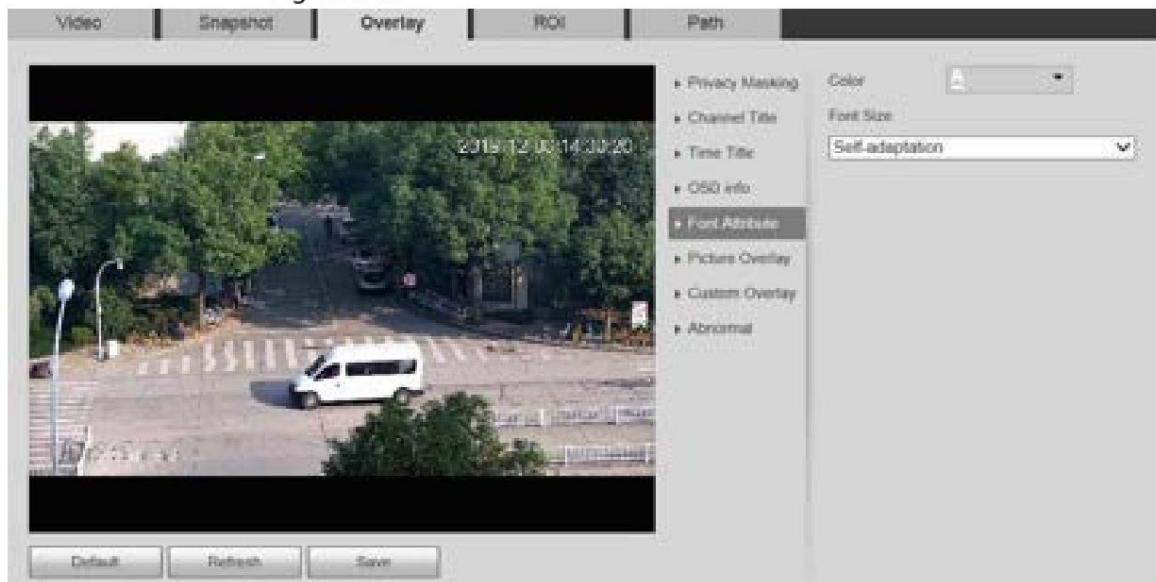 Video Snapshot Overlay ROI Path
Privacy Masking
Channel Title
Time Title
OSD info
Font Attribute
Picture Overlay
Custom Overlay
Abnormal
Color
Font Size
Self-adaptation
Default Refresh Save